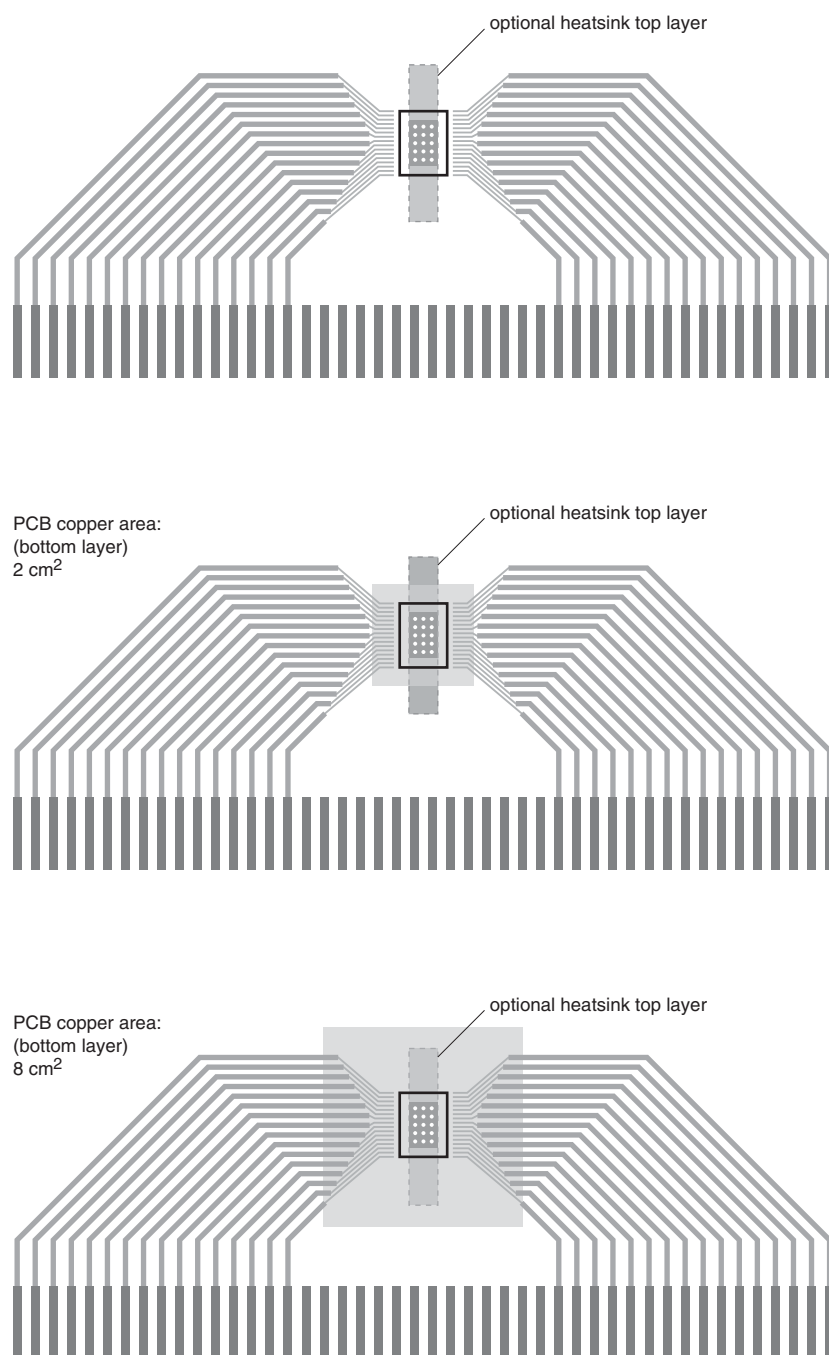 optional heatsink top layer
PCB copper area:
(bottom layer)
2 cm²
optional heatsink top layer
PCB copper area:
(bottom layer)
8 cm²
optional heatsink top layer